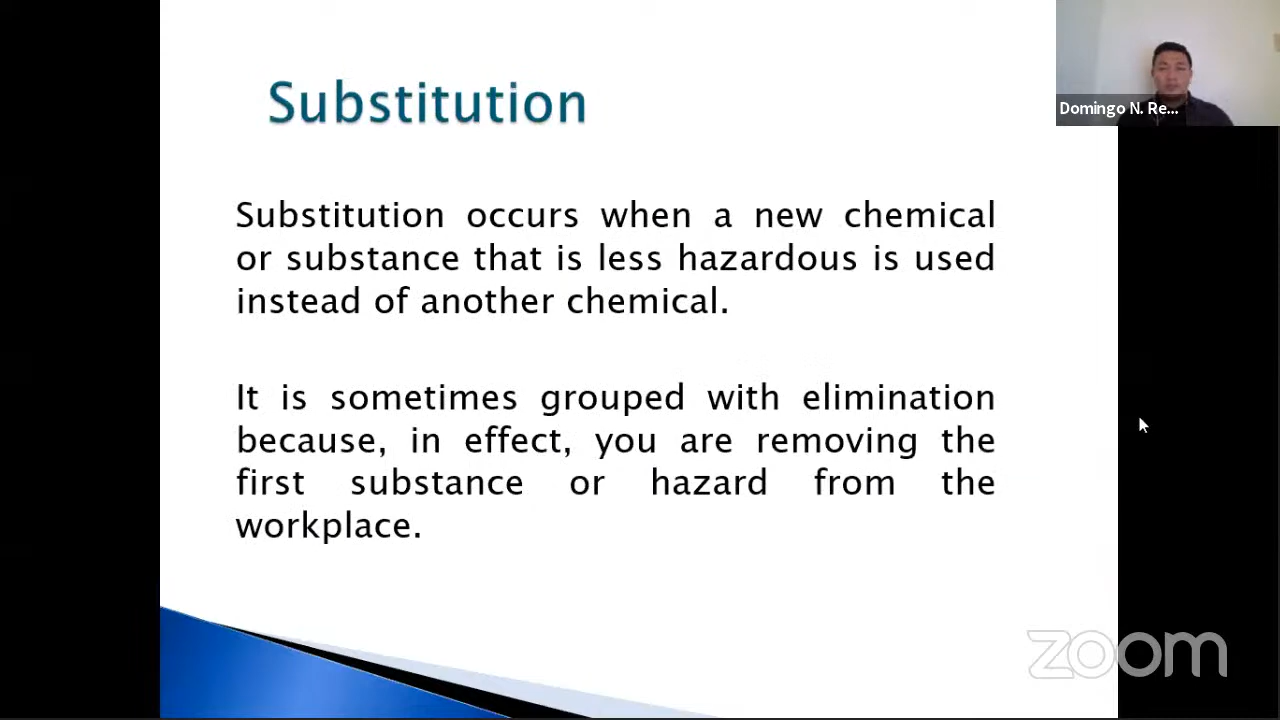 Substitution
Domingo N. Re...
Substitution occurs when a new chemical
or substance that is less hazardous is used
instead of another chemical.
It is sometimes grouped with elimination
because, in effect, you are removing the
first substance or hazard from the
workplace.
zoom